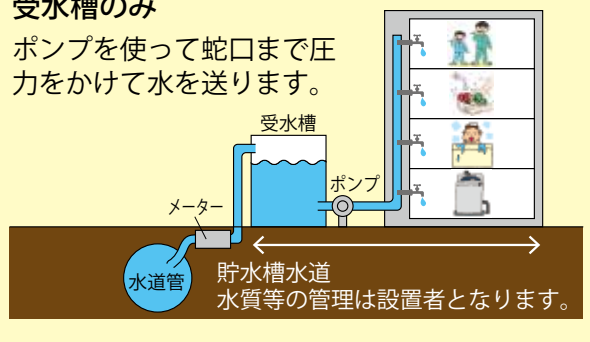 受水槽のみ
ポンプを使って蛇口まで圧
力をかけて水を送ります。
受水槽
ポンプ
メーター
水道管
貯水槽水道
水質等の管理は設置者となります。